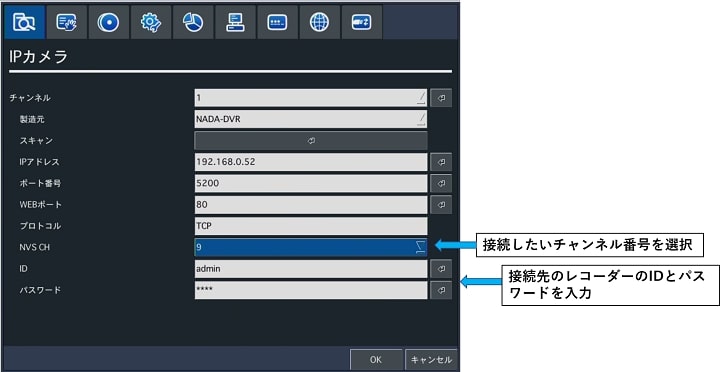 IPカメラ
チャンネル 1
製造元 NADA-DVR
スキャン
IPアドレス 192.168.0.52
ポート番号 5200
WEBポート 80
プロトコル TCP
NVS CH 9
接続したいチャンネル番号を選択
ID admin
接続先のレコーダーのIDとパス
ワードを入力
パスワード ****
OK キャンセル